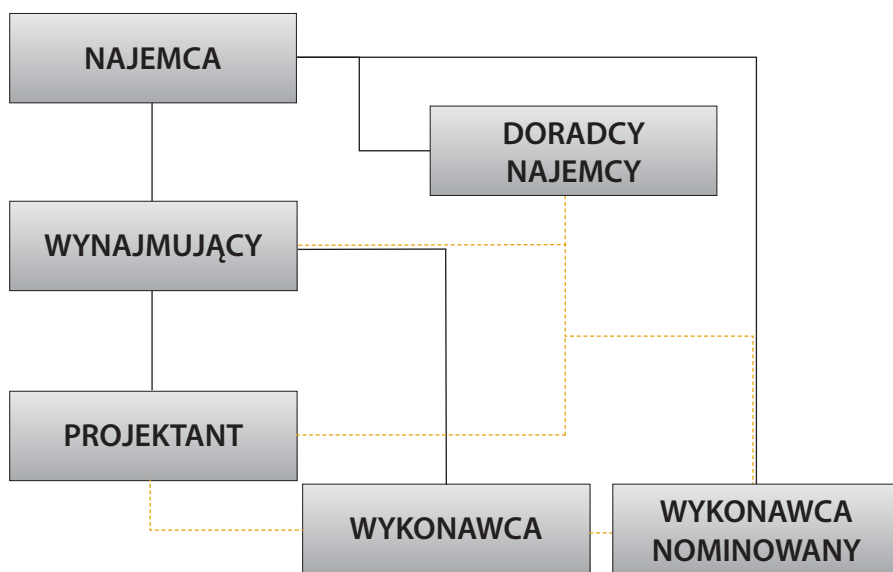 NAJEMCA
DORADCY
NAJEMCY
WYNAJMUJĄCY
PROJEKTANT
WYKONAWCA
WYKONAWCA
NOMINOWANY